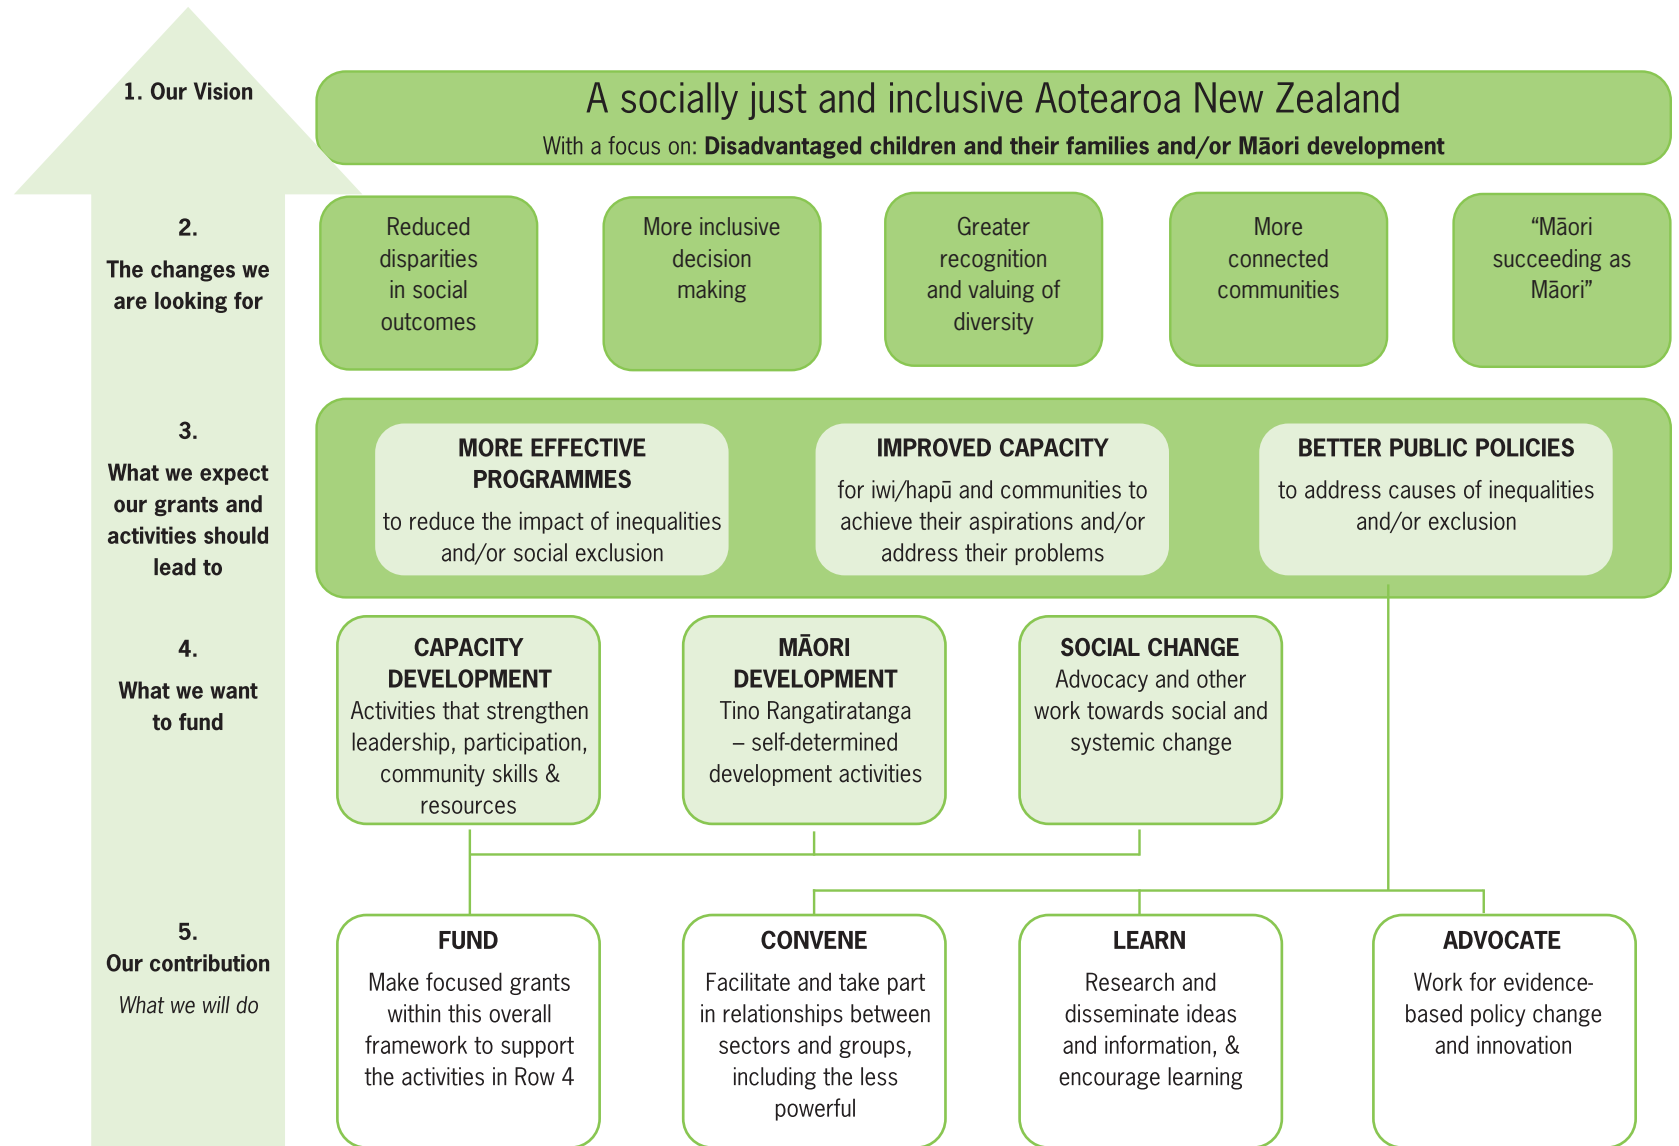 1. Our Vision
A socially just and inclusive Aotearoa New Zealand
With a focus on: Disadvantaged children and their families and/or Māori development
2.
The changes we
are looking for
Reduced
disparities
in social
outcomes
More inclusive
decision
making
Greater
recognition
and valuing of
diversity
More
connected
communities
“Māori
succeeding as
Māori”
3.
What we expect
our grants and
activities should
lead to
MORE EFFECTIVE
PROGRAMMES
to reduce the impact of inequalities
and/or social exclusion
IMPROVED CAPACITY
for iwi/hapū and communities to
achieve their aspirations and/or
address their problems
BETTER PUBLIC POLICIES
to address causes of inequalities
and/or exclusion
4.
What we want
to fund
CAPACITY
DEVELOPMENT
Activities that strengthen
leadership, participation,
community skills &
resources
MĀORI
DEVELOPMENT
Tino Rangatiratanga
– self-determined
development activities
SOCIAL CHANGE
Advocacy and other
work towards social and
systemic change
5.
Our contribution
What we will do
FUND
Make focused grants
within this overall
framework to support
the activities in Row 4
CONVENE
Facilitate and take part
in relationships between
sectors and groups,
including the less
powerful
LEARN
Research and
disseminate ideas
and information, &
encourage learning
ADVOCATE
Work for evidence-
based policy change
and innovation